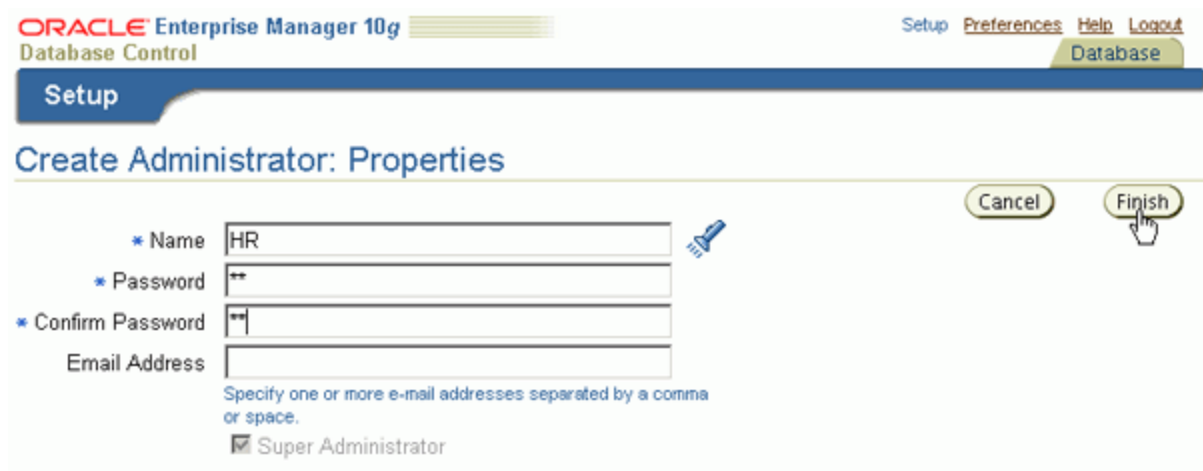 ORACLE Enterprise Manager 10g
Database Control
Setup Preferences Help Logout
Database
Setup
Create Administrator: Properties
Cancel Finish
* Name HR
* Password **
* Confirm Password **
Email Address
Specify one or more e-mail addresses separated by a comma
or space.
Super Administrator